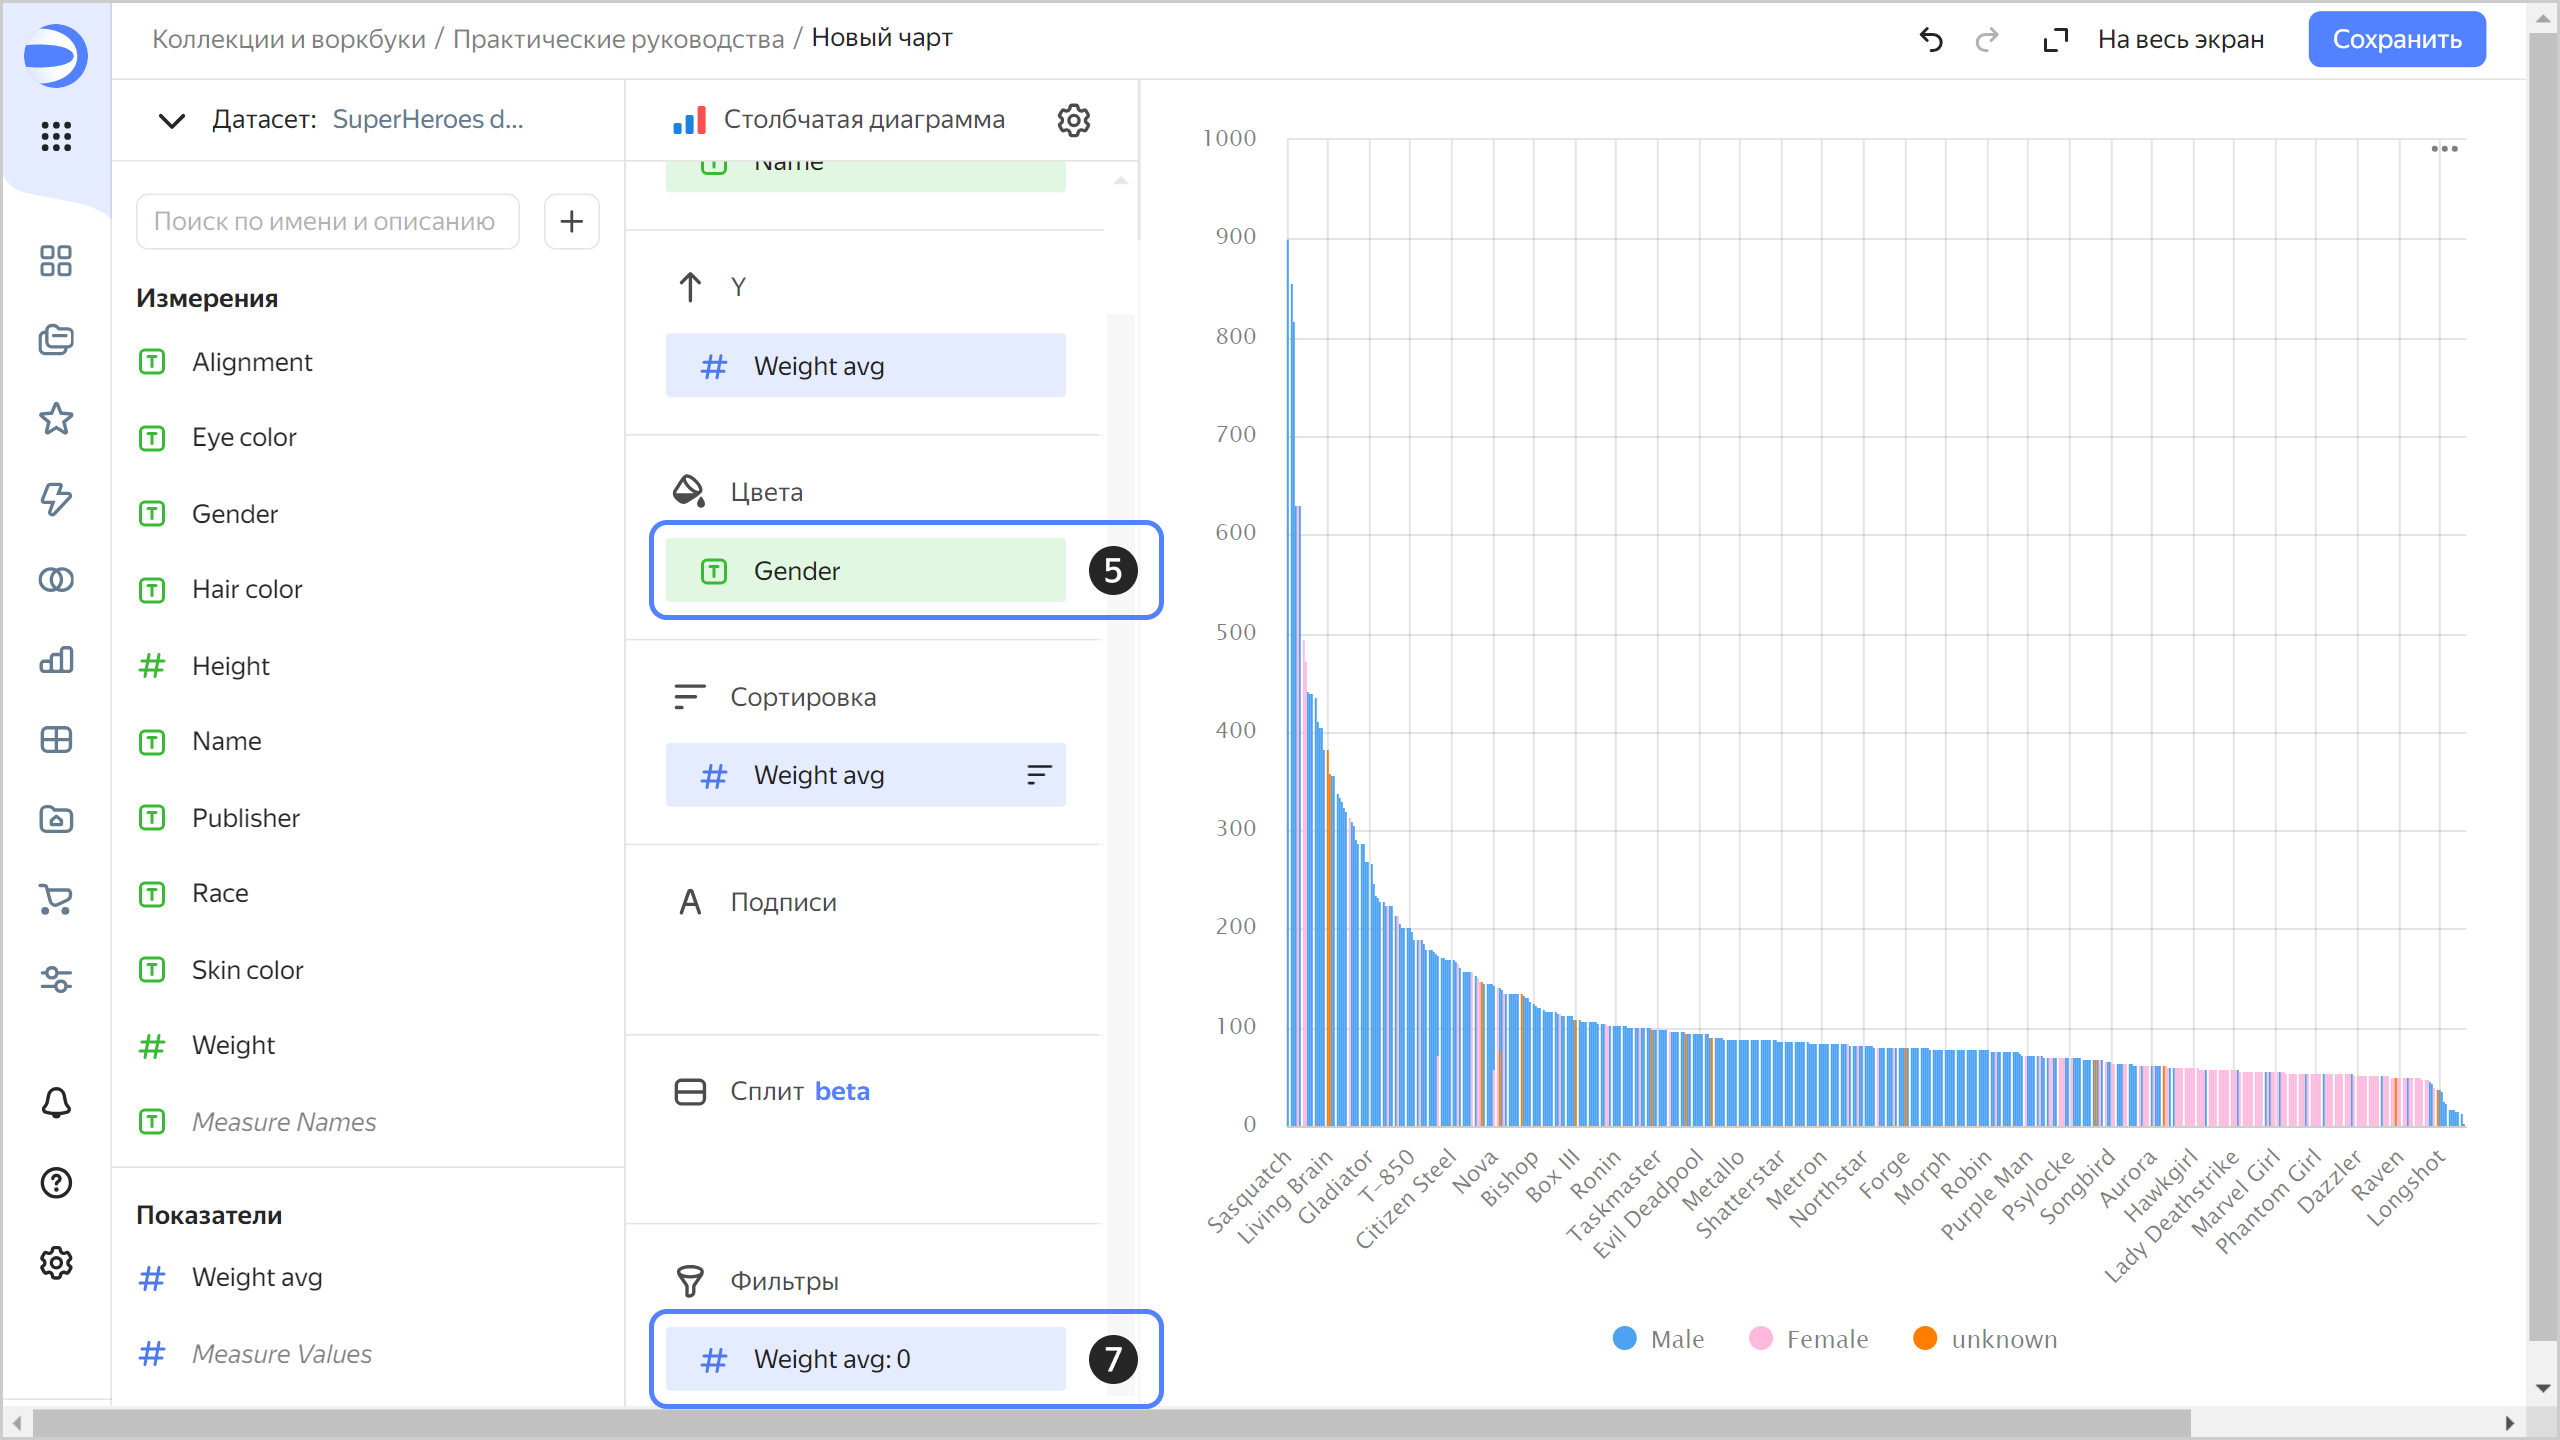 Коллекции и воркбуки / Практические руководства / Новый чарт
На весь экран
Сохранить
Датасет: SuperHeroes d...
Поиск по имени и описанию
Измерения
Alignment
Eye color
Gender
Hair color
Height
Name
Publisher
Race
Skin color
Weight
Measure Names
Показатели
Weight avg
Measure Values
Столбчатая диаграмма
Name
Y
Weight avg
Цвета
Gender
5
Сортировка
Weight avg
Подписи
Сплит beta
Фильтры
Weight avg: 0
7
1000
900
800
700
600
500
400
300
200
100
0
Sasquatch
Living Brain
Gladiator
T-850
Citizen Steel
Nova
Bishop
Box III
Ronin
Taskmaster
Evil Deadpool
Metallo
Shatterstar
Metron
Northstar
Forge
Morph
Robin
Purple Man
Psylocke
Songbird
Aurora
Hawkgirl
Lady Deathstrike
Marvel Girl
Phantom Girl
Dazzler
Raven
Longshot
Male
Female
unknown